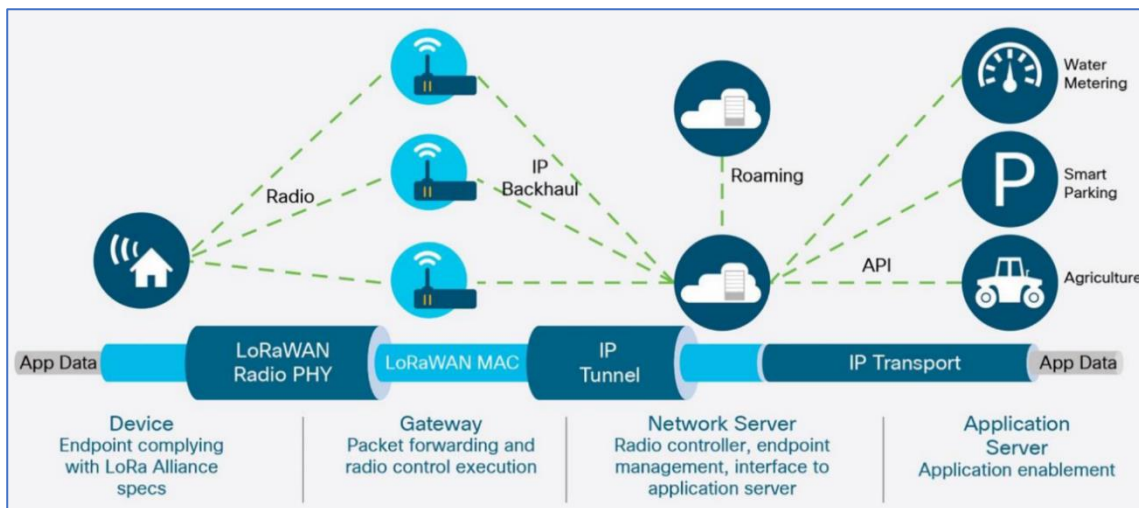 Water
Metering
IP
Backhaul
Radio
Roaming
P
Smart
Parking
API
Agriculture
App Data
LoRaWAN
Radio PHY
LoRaWAN MAC
IP
Tunnel
IP Transport
App Data
Device
Endpoint complying
with LoRa Alliance
specs
Gateway
Packet forwarding and
radio control execution
Network Server
Radio controller, endpoint
management, interface to
application server
Application
Server
Application enablement